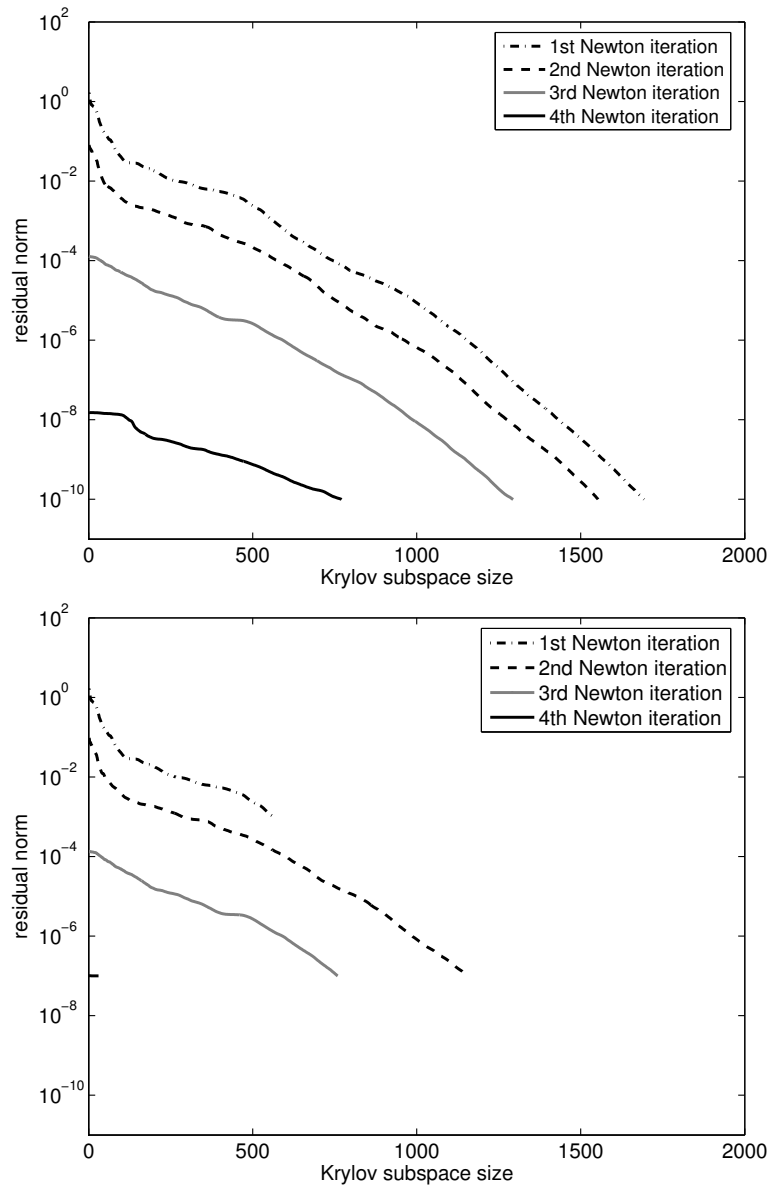 10^2
10^0
10^-2
10^-4
10^-6
10^-8
10^-10
residual norm
1st Newton iteration
2nd Newton iteration
3rd Newton iteration
4th Newton iteration
0 500 1000 1500 2000
Krylov subspace size
10^2
10^0
10^-2
10^-4
10^-6
10^-8
10^-10
residual norm
1st Newton iteration
2nd Newton iteration
3rd Newton iteration
4th Newton iteration
0 500 1000 1500 2000
Krylov subspace size